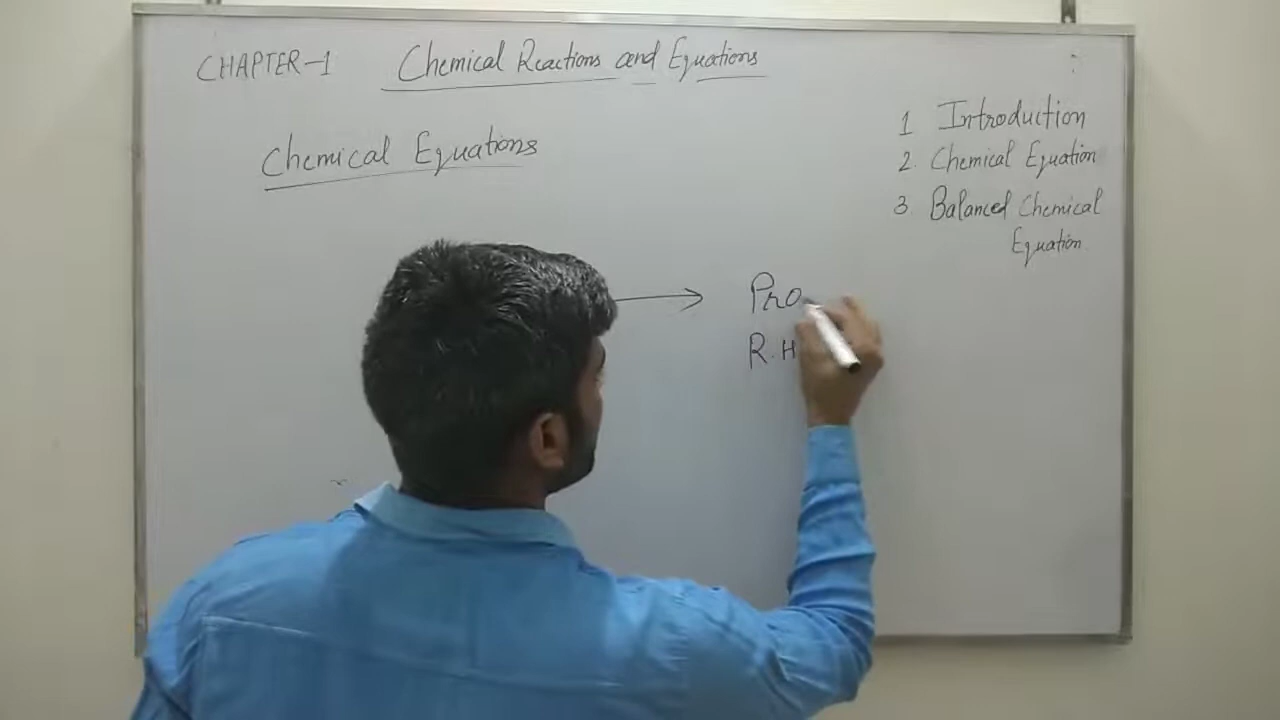 CHAPTER-1 Chemical Reactions and Equations
Chemical Equations
1 Introduction
2. Chemical Equation
3 Balanced Chemical
Equation
Pro
R.H